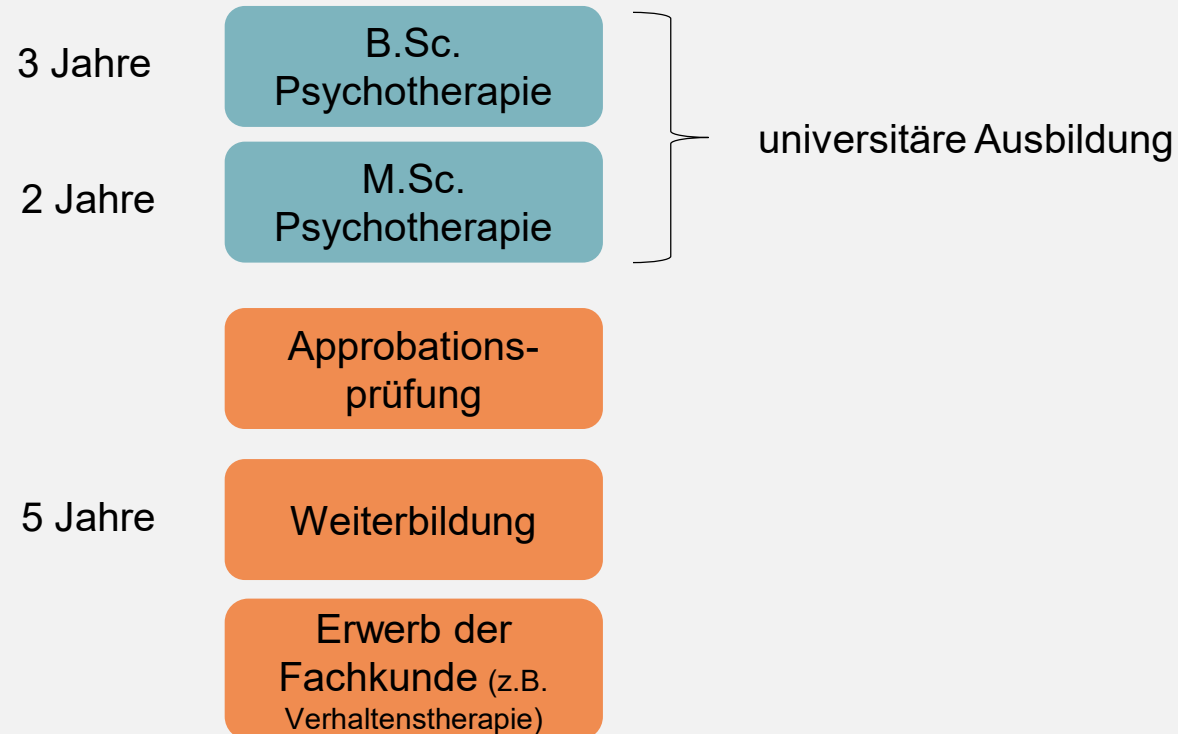 3 Jahre
B.Sc.
Psychotherapie
universitäre Ausbildung
2 Jahre
M.Sc.
Psychotherapie
Approbations-
prüfung
5 Jahre
Weiterbildung
Erwerb der
Fachkunde (z.B.
Verhaltenstherapie)